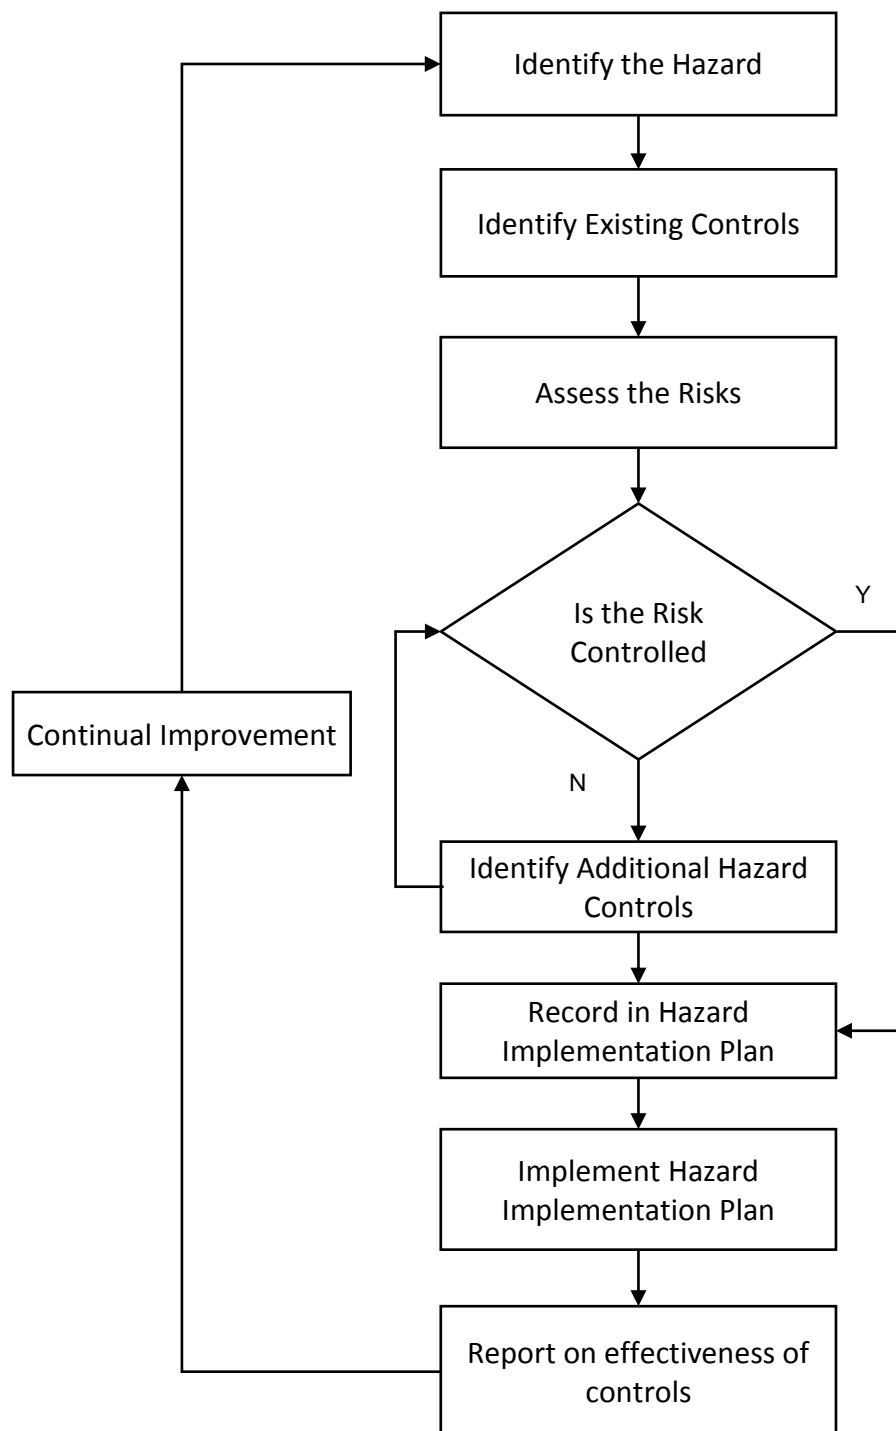 Identify the Hazard
Identify Existing Controls
Assess the Risks
Y
Is the Risk
Controlled
Continual Improvement
N
Identify Additional Hazard
Controls
Record in Hazard
Implementation Plan
Implement Hazard
Implementation Plan
Report on effectiveness of
controls